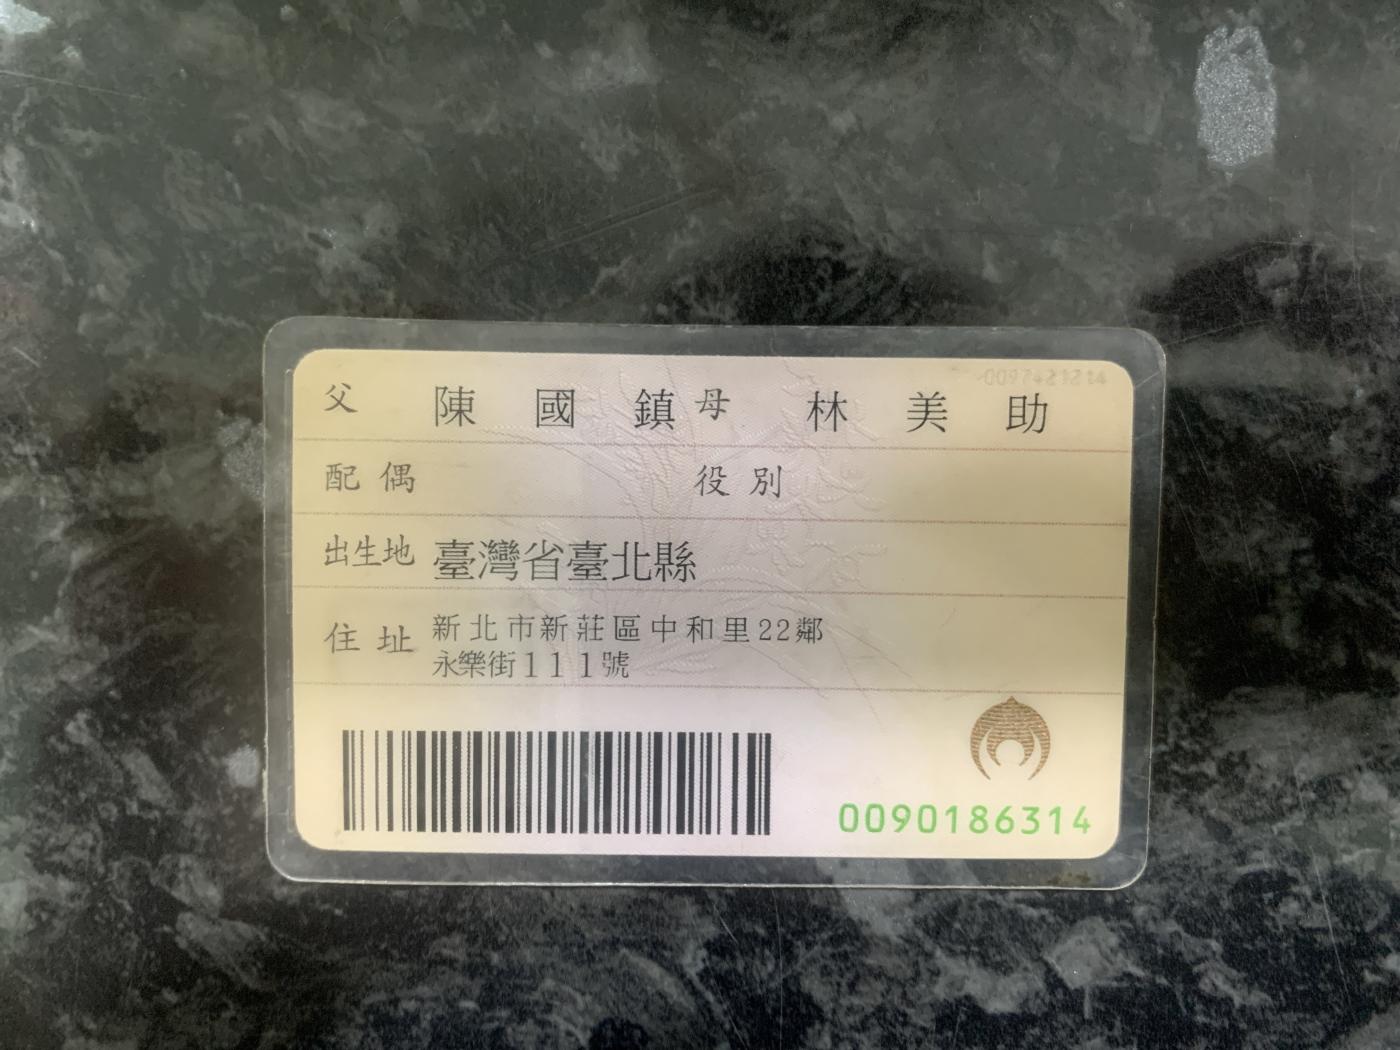 父 陳國鎮 母 林美助
配偶 役別
出生地 臺灣省臺北縣
住址 新北市新莊區中和里22鄰
永樂街111號
0090186314